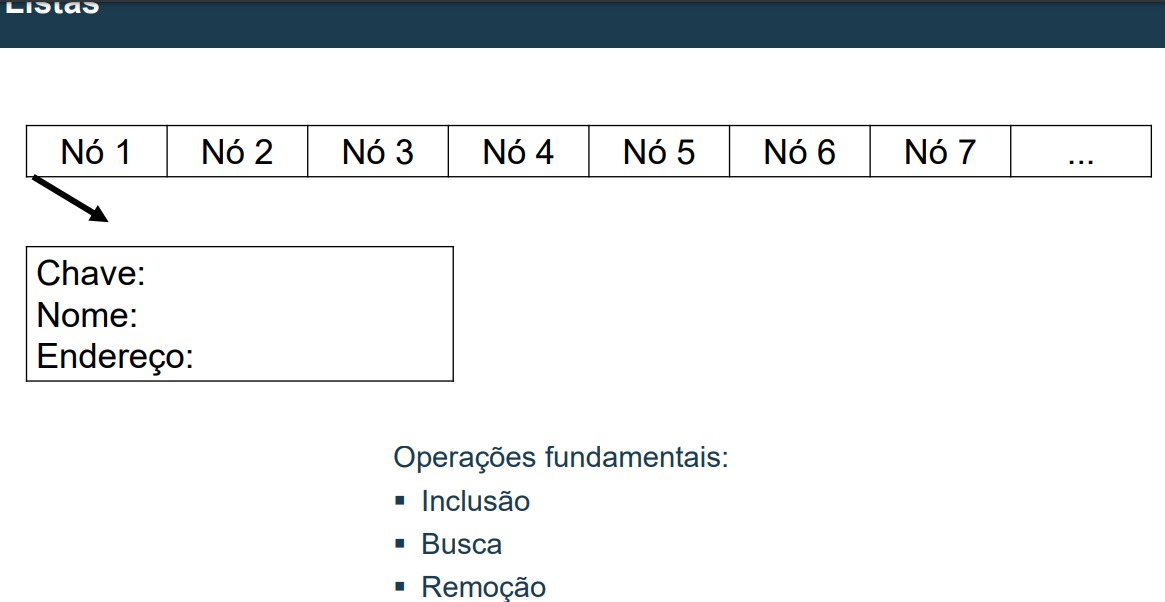 Listas
Nó 1 Nó 2 Nó 3 Nó 4 Nó 5 Nó 6 Nó 7 ...
Chave:
Nome:
Endereço:
Operações fundamentais:
▪ Inclusão
▪ Busca
▪ Remoção